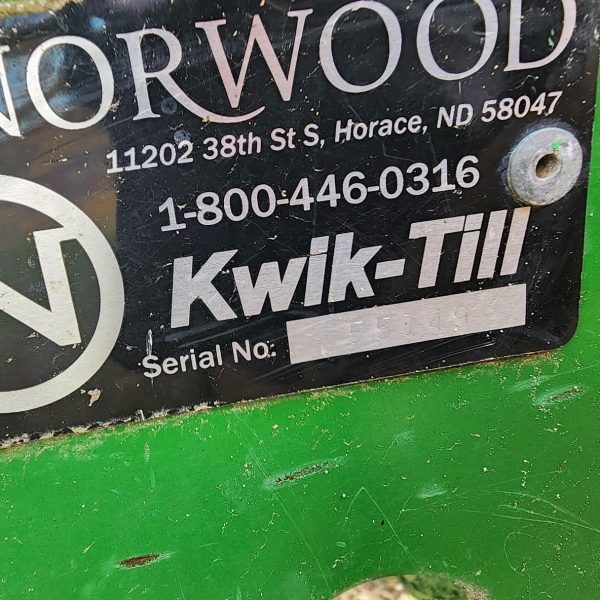 NORWOOD
11202 38th St S, Horace, ND 58047
1-800-446-0316
Kwik-Till
Serial No.